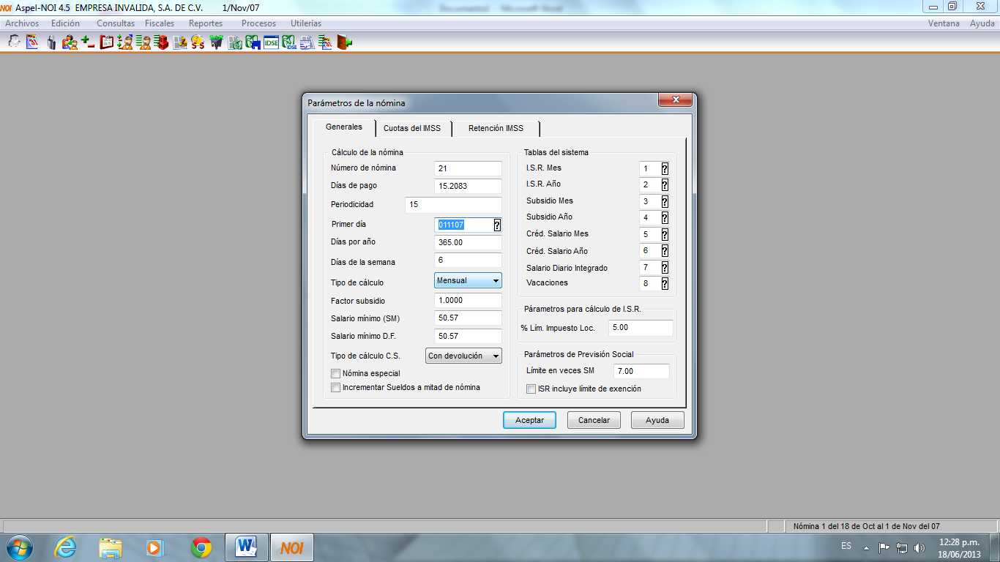 NOI Aspel-NOI 4.5 EMPRESA INVALIDA, S.A. DE C.V. 1/Nov/07
Archivos Edición Consultas Fiscales Reportes Procesos Utilerías Ventana Ayuda
IDSE IDSE
Parámetros de la nómina
Generales Cuotas del IMSS Retención IMSS
Cálculo de la nómina
Número de nómina 21
Días de pago 15.2083
Periodicidad 15
Primer día 011107 ?
Días por año 365.00
Días de la semana 6
Tipo de cálculo Mensual
Factor subsidio 1.0000
Salario mínimo (SM) 50.57
Salario mínimo D.F. 50.57
Tipo de cálculo C.S. Con devolución
Nómina especial
Incrementar Sueldos a mitad de nómina
Tablas del sistema
I.S.R. Mes 1 ?
I.S.R. Año 2 ?
Subsidio Mes 3 ?
Subsidio Año 4 ?
Créd. Salario Mes 5 ?
Créd. Salario Año 6 ?
Salario Diario Integrado 7 ?
Vacaciones 8 ?
Párametros para cálculo de I.S.R.
% Lím. Impuesto Loc. 5.00
Parámetros de Previsión Social
Límite en veces SM 7.00
ISR incluye límite de exención
Aceptar Cancelar Ayuda
Nómina 1 del 18 de Oct al 1 de Nov del 07
W NOI ES 12:28 p.m.
18/06/2013